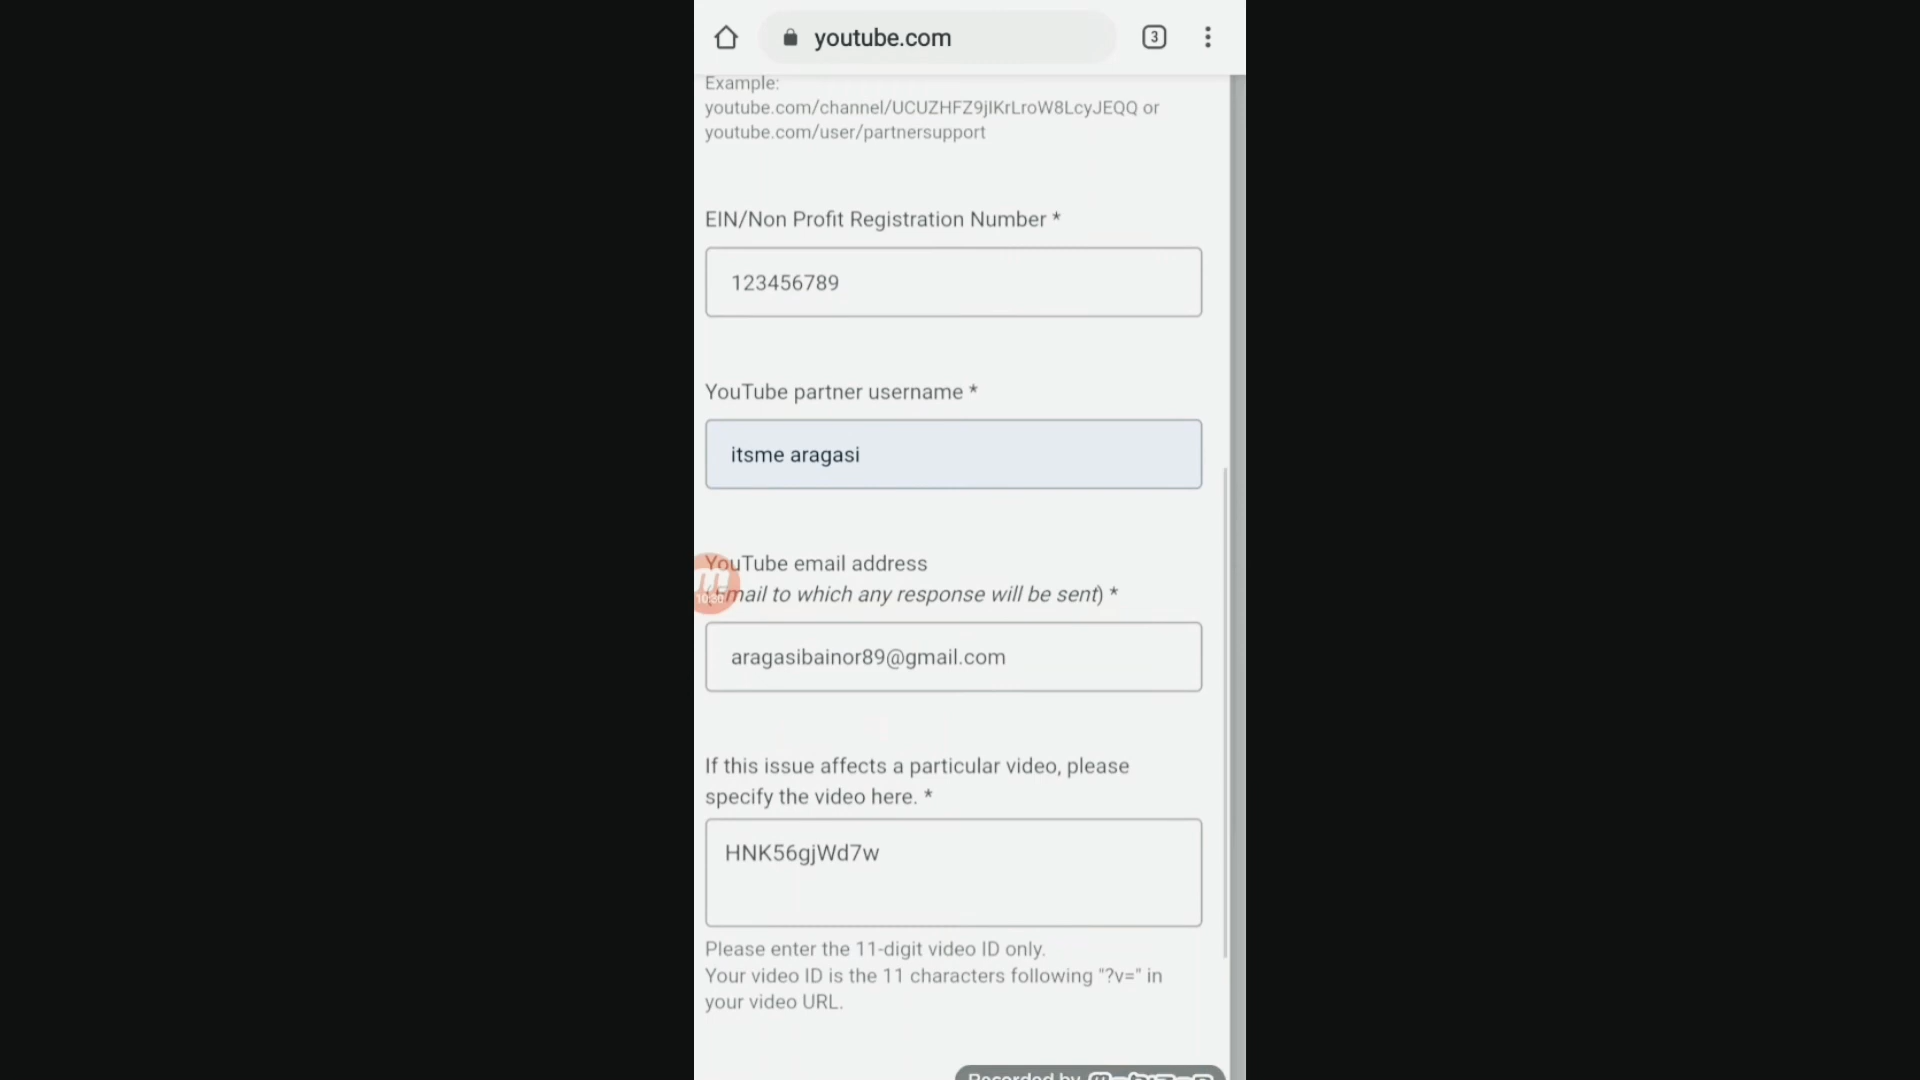 youtube.com
3
Example:
youtube.com/channel/UCUZHFZ9jIKrLroW8LcyJEQQ or
youtube.com/user/partnersupport
EIN/Non Profit Registration Number *
123456789
YouTube partner username *
itsme aragasi
YouTube email address
(Email to which any response will be sent) *
aragasibainor89@gmail.com
If this issue affects a particular video, please
specify the video here. *
HNK56gjWd7w
Please enter the 11-digit video ID only.
Your video ID is the 11 characters following "?v=" in
your video URL.
Recorded by